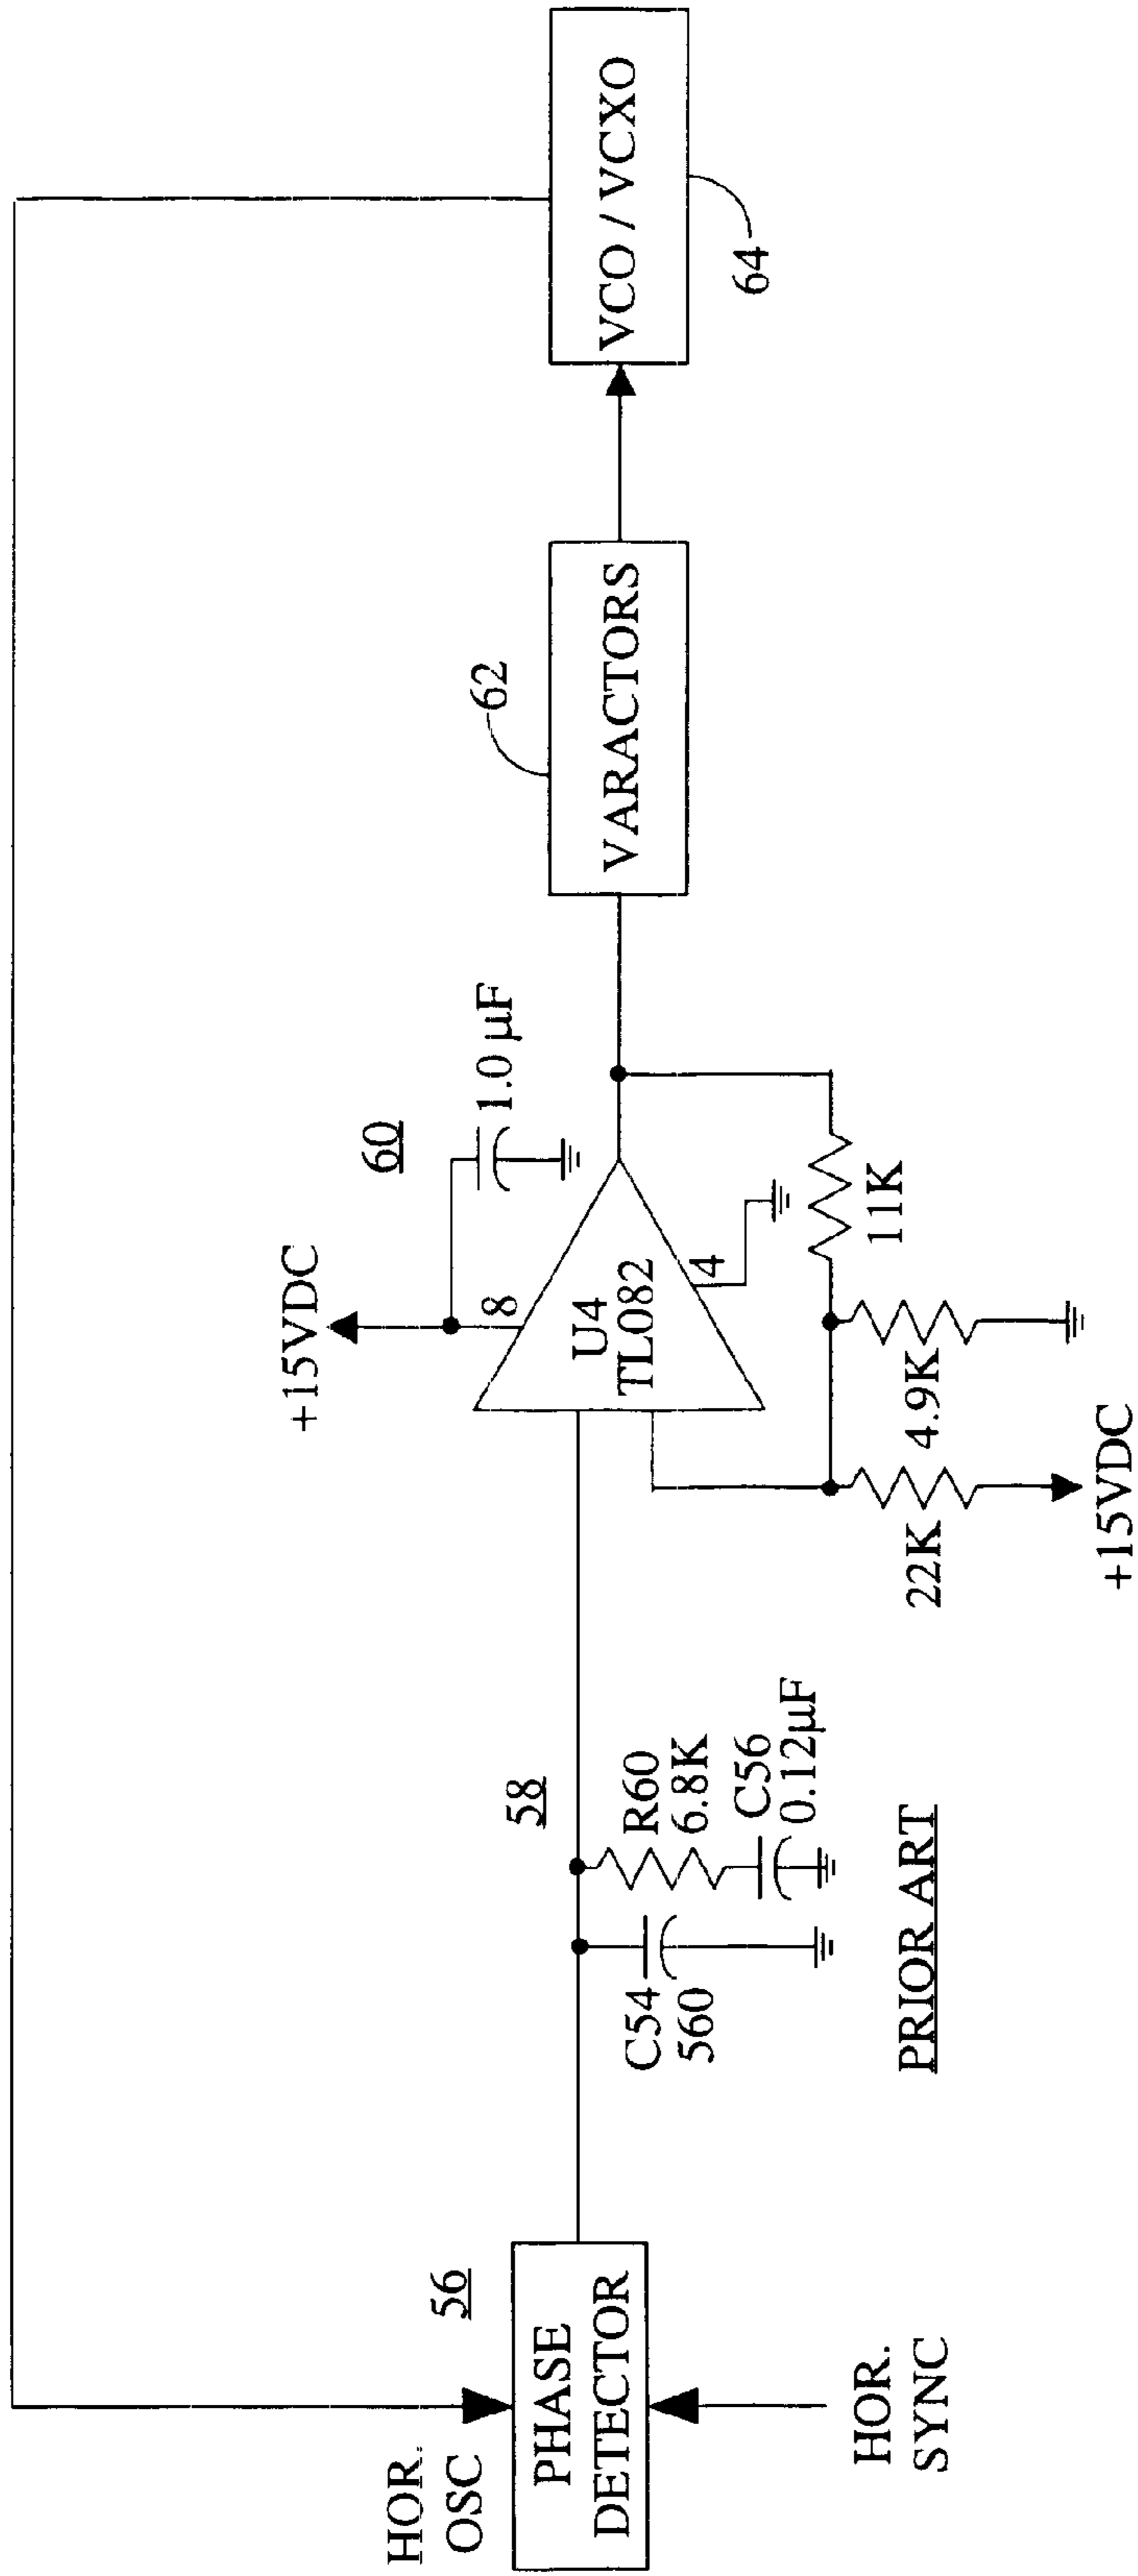 HOR.
OSC
56
PHASE
DETECTOR
HOR.
SYNC
58
C54
560
R60
6.8K
C56
0.12µF
PRIOR ART
+15VDC
60
1.0 µF
8
U4
TL082
4
22K
4.9K
11K
+15VDC
62
VARACTORS
VCO / VCXO
64